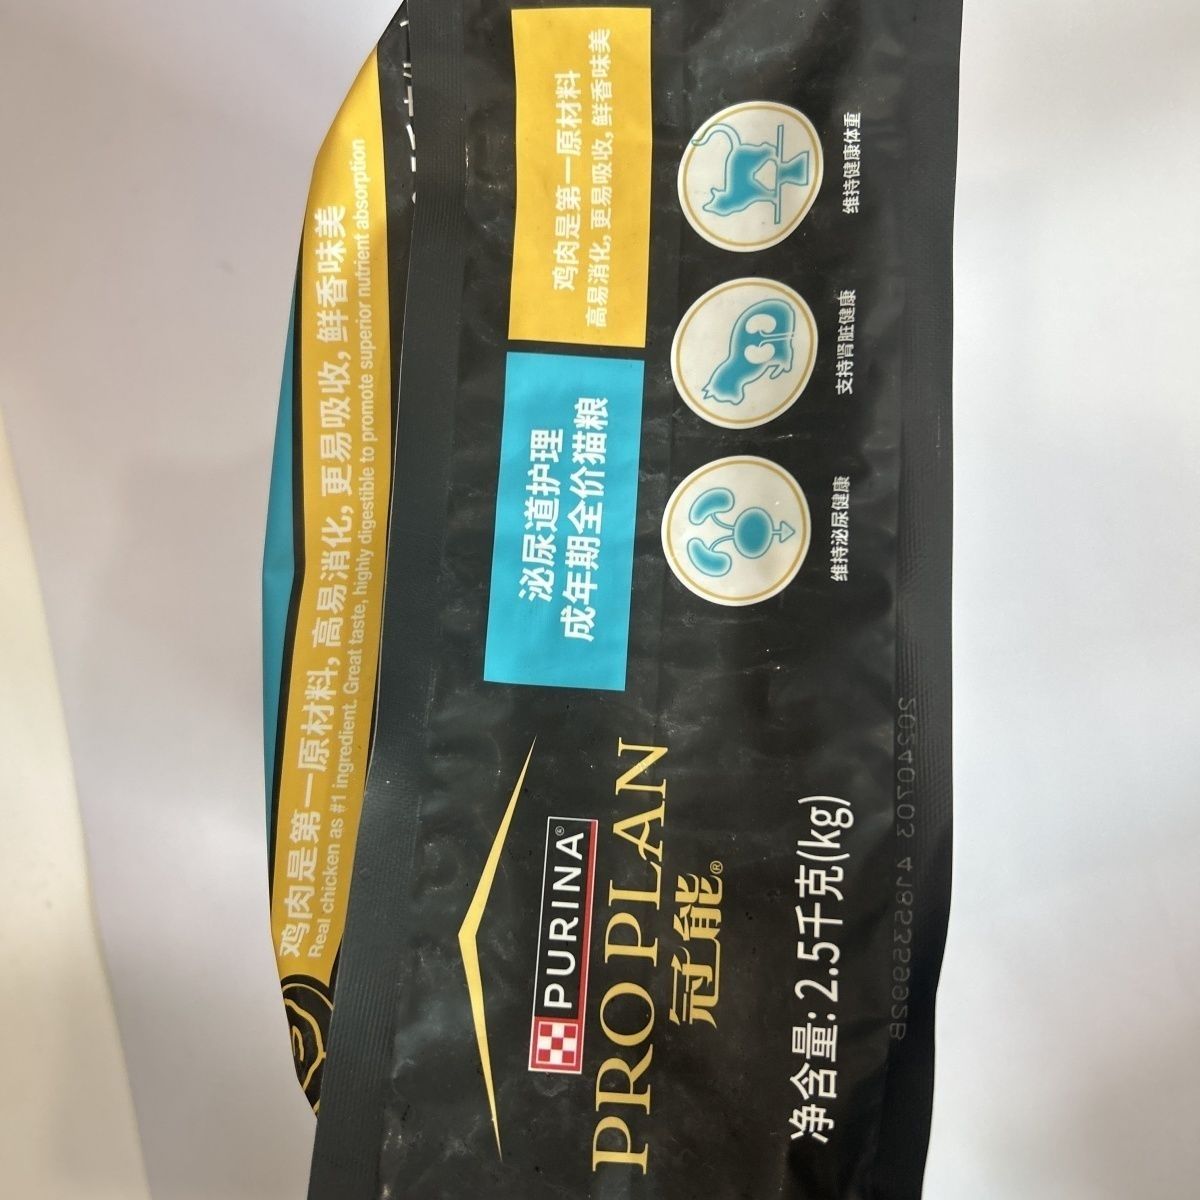 鸡肉是第一原材料, 高易消化, 更易吸收, 鲜香味美
Real chicken as #1 ingredient. Great taste, highly digestible to promote superior nutrient absorption
PURINA®
PRO PLAN
冠能®
净含量: 2.5千克(kg)
泌尿道护理
成年期全价猫粮
鸡肉是第一原材料
高易消化, 更易吸收, 鲜香味美
维持泌尿健康
支持肾脏健康
维持健康体重
20240703 418535992B